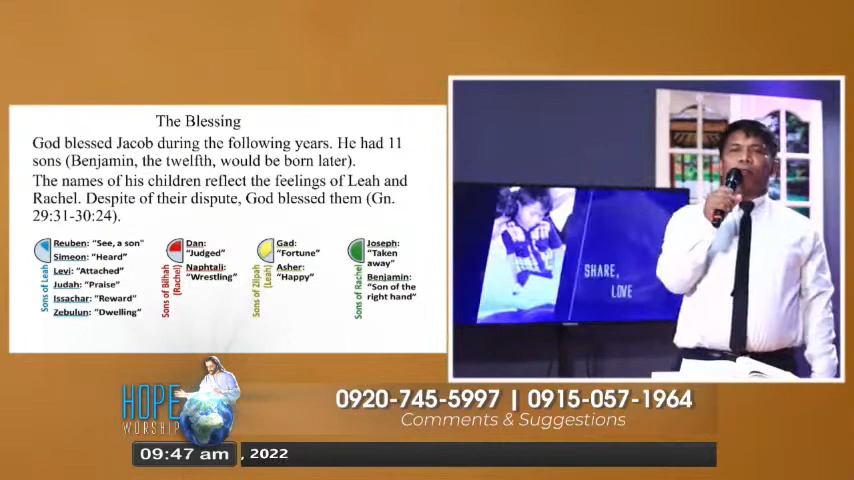 The Blessing
God blessed Jacob during the following years. He had 11
sons (Benjamin, the twelfth, would be born later).
The names of his children reflect the feelings of Leah and
Rachel. Despite of their dispute, God blessed them (Gn.
29:31-30:24).
Sons of Leah
Reuben: “See, a son”
Simeon: “Heard”
Levi: “Attached”
Judah: “Praise”
Issachar: “Reward”
Zebulun: “Dwelling”
Sons of Bilhah
(Rachel)
Dan:
“Judged”
Naphtali:
“Wrestling”
Sons of Zilpah
(Leah)
Gad:
“Fortune”
Asher:
“Happy”
Sons of Rachel
Joseph:
“Taken
away”
Benjamin:
“Son of the
right hand”
SHARE,
LOVE
HOPE
WORSHIP
0920-745-5997 | 0915-057-1964
Comments & Suggestions
09:47 am
, 2022